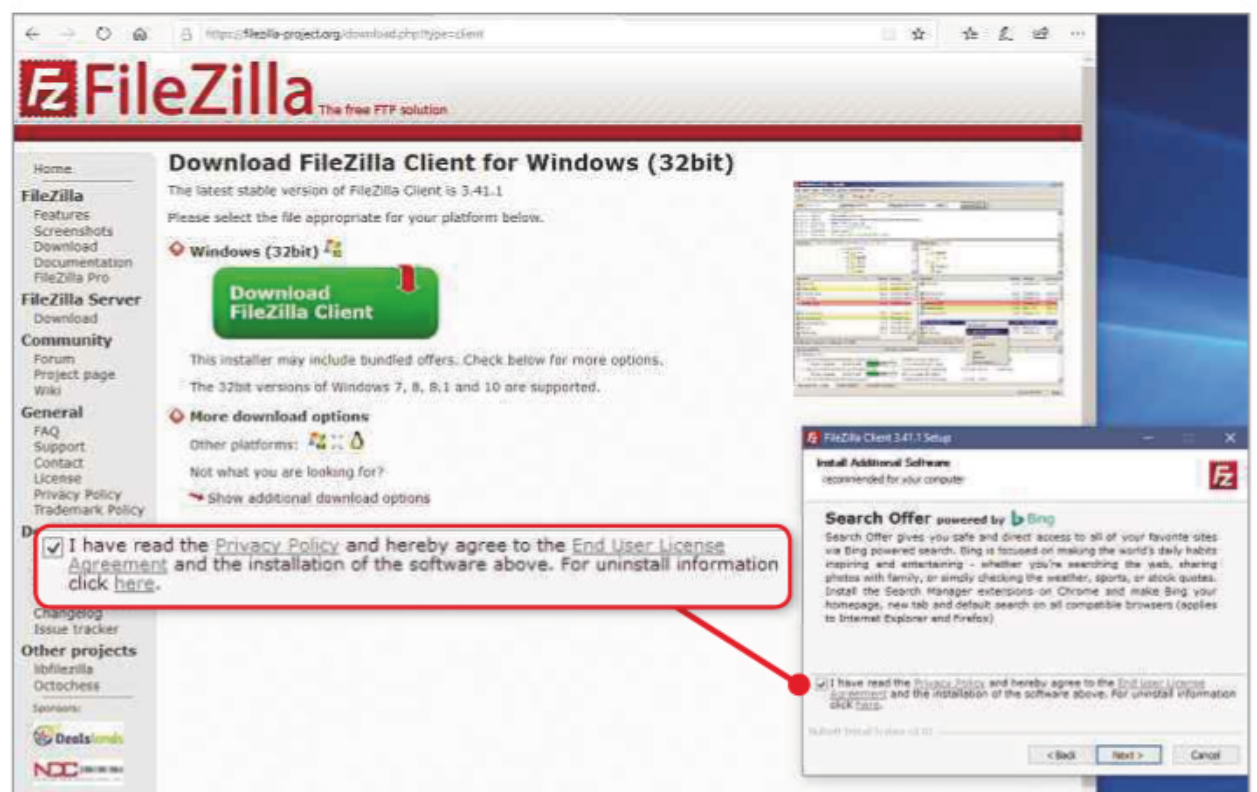 https://filezilla-project.org/download.php?type=client
FileZilla The free FTP solution
Home
FileZilla
Features
Screenshots
Download
Documentation
FileZilla Pro
FileZilla Server
Download
Community
Forum
Project page
Wiki
General
FAQ
Support
Contact
License
Privacy Policy
Trademark Policy
Changelog
Issue tracker
Other projects
libfilezilla
Octochess
Sponsors:
Dealslands
NDC
Download FileZilla Client for Windows (32bit)
The latest stable version of FileZilla Client is 3.41.1
Please select the file appropriate for your platform below.
Windows (32bit)
Download
FileZilla Client
This installer may include bundled offers. Check below for more options.
The 32bit versions of Windows 7, 8, 8.1 and 10 are supported.
More download options
Other platforms:
Not what you are looking for?
Show additional download options
I have read the Privacy Policy and hereby agree to the End User License
Agreement and the installation of the software above. For uninstall information
click here.
FileZilla Client 3.41.1 Setup
Install Additional Software
recommended for your computer
Search Offer powered by Bing
Search Offer gives you safe and direct access to all of your favorite sites
via Bing powered search. Bing is focused on making the world's daily habits
inspiring and entertaining - whether you're searching the web, sharing
photos with family, or simply checking the weather, sports, or stock quotes.
Install the Search Manager extensions on Chrome and make Bing your
homepage, new tab and default search on all compatible browsers (applies
to Internet Explorer and Firefox)
I have read the Privacy Policy and hereby agree to the End User License
Agreement and the installation of the software above. For uninstall information
click here.
< Back
Next >
Cancel